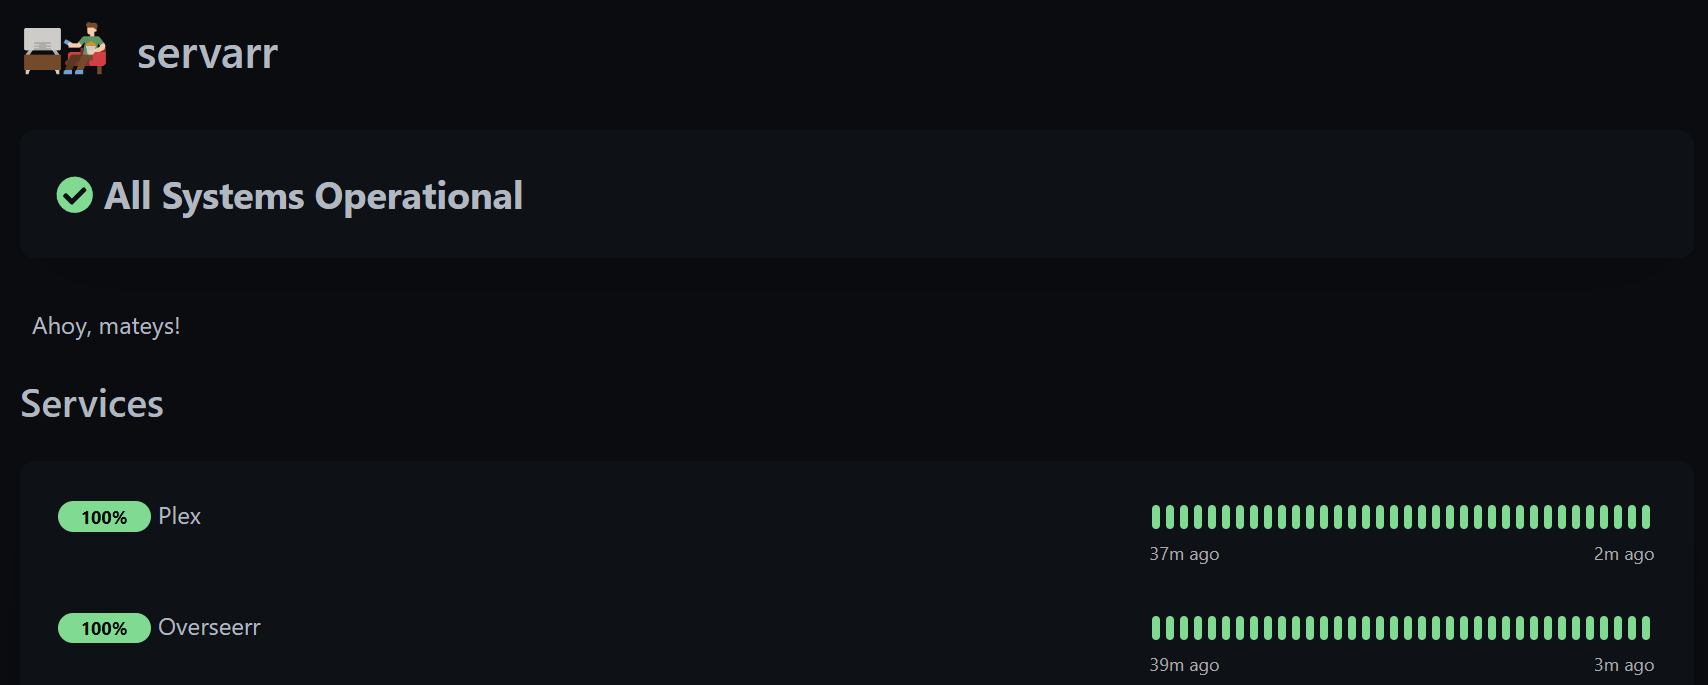 servarr
All Systems Operational
Ahoy, mateys!
Services
100% Plex
37m ago 2m ago
100% Overseerr
39m ago 3m ago